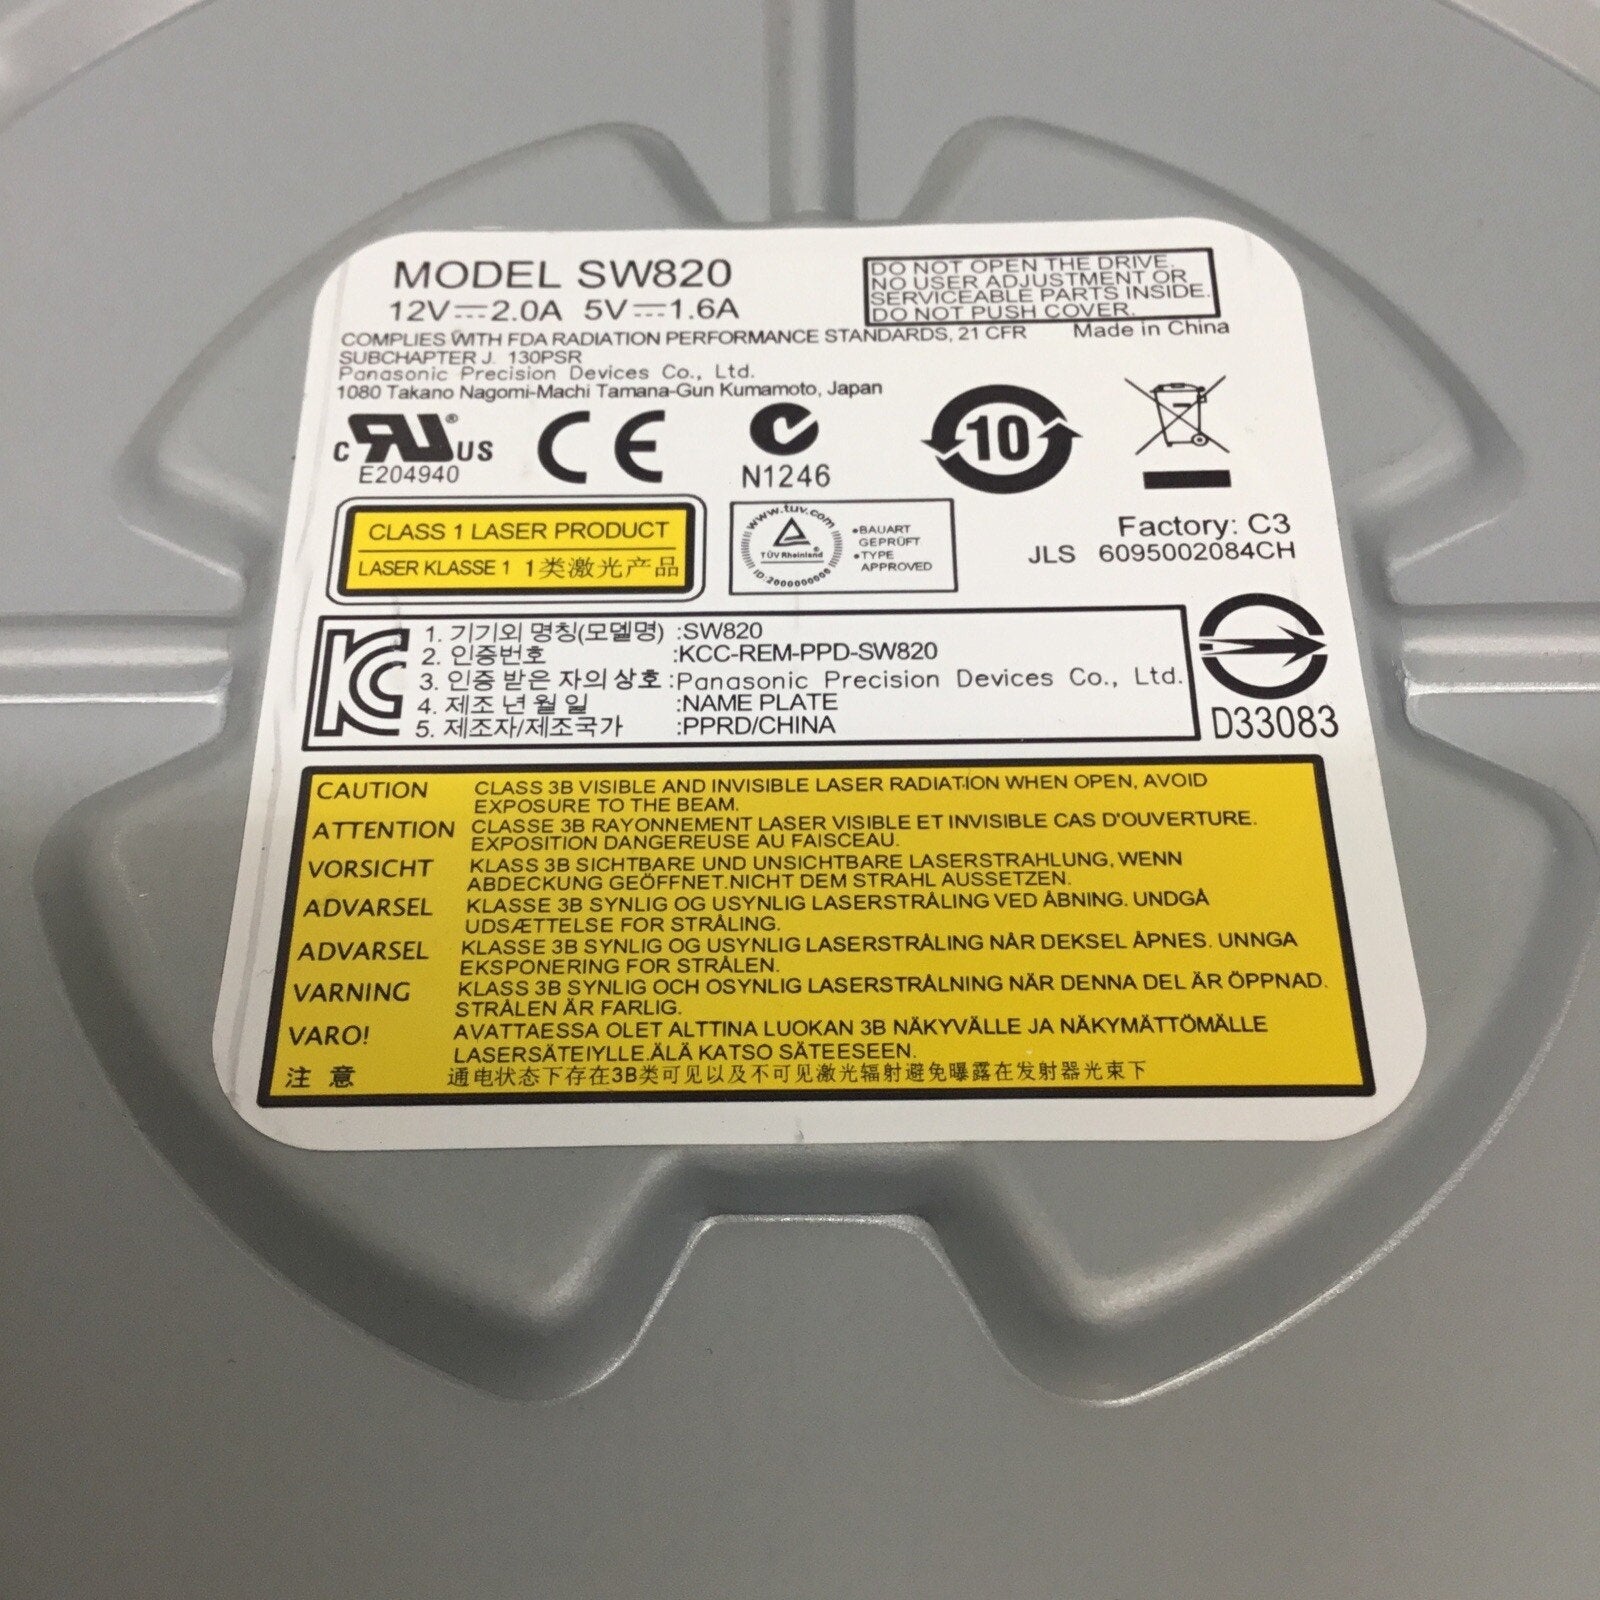 MODEL SW820
12V⎓2.0A 5V⎓1.6A
DO NOT OPEN THE DRIVE.
NO USER ADJUSTMENT OR
SERVICEABLE PARTS INSIDE.
DO NOT PUSH COVER.
COMPLIES WITH FDA RADIATION PERFORMANCE STANDARDS, 21 CFR
Made in China
SUBCHAPTER J. 130PSR
Panasonic Precision Devices Co., Ltd.
1080 Takano Nagomi-Machi Tamana-Gun Kumamoto, Japan
c RU ® US
E204940
CE
N1246
10
CLASS 1 LASER PRODUCT
LASER KLASSE 1 1类激光产品
www.tuv.com
TÜVRheinland ®
ID:2000000000
•BAUART
GEPRÜFT
•TYPE
APPROVED
Factory: C3
JLS 6095002084CH
KC
1. 기기외 명칭(모델명) :SW820
2. 인증번호 :KCC-REM-PPD-SW820
3. 인증 받은 자의 상호 :Panasonic Precision Devices Co., Ltd.
4. 제조 년 월 일 :NAME PLATE
5. 제조자/제조국가 :PPRD/CHINA
D33083
CAUTION CLASS 3B VISIBLE AND INVISIBLE LASER RADIATION WHEN OPEN, AVOID
EXPOSURE TO THE BEAM.
ATTENTION CLASSE 3B RAYONNEMENT LASER VISIBLE ET INVISIBLE CAS D'OUVERTURE.
EXPOSITION DANGEREUSE AU FAISCEAU.
VORSICHT KLASS 3B SICHTBARE UND UNSICHTBARE LASERSTRAHLUNG, WENN
ABDECKUNG GEÖFFNET.NICHT DEM STRAHL AUSSETZEN.
ADVARSEL KLASSE 3B SYNLIG OG USYNLIG LASERSTRÅLING VED ÅBNING. UNDGÅ
UDSÆTTELSE FOR STRÅLING.
ADVARSEL KLASSE 3B SYNLIG OG USYNLIG LASERSTRÅLING NÅR DEKSEL ÅPNES. UNNGA
EKSPONERING FOR STRÅLEN.
VARNING KLASS 3B SYNLIG OCH OSYNLIG LASERSTRÅLNING NÄR DENNA DEL ÄR ÖPPNAD.
STRÅLEN ÄR FARLIG.
VARO! AVATTAESSA OLET ALTTINA LUOKAN 3B NÄKYVÄLLE JA NÄKYMÄTTÖMÄLLE
LASERSÄTEIYLLE.ÄLÄ KATSO SÄTEESEEN.
注 意 通电状态下存在3B类可见以及不可见激光辐射避免曝露在发射器光束下